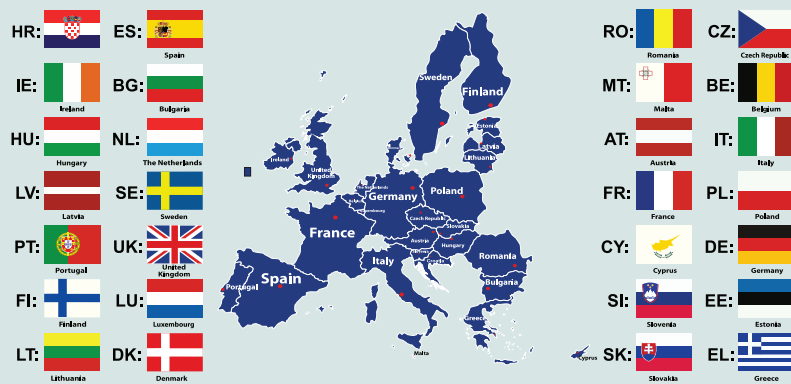 HR:
ES:
Spain
IE:
Ireland
BG:
Bulgaria
HU:
Hungary
NL:
The Netherlands
LV:
Latvia
SE:
Sweden
PT:
Portugal
UK:
United
Kingdom
FI:
Finland
LU:
Luxembourg
LT:
Lithuania
DK:
Denmark
Sweden
Finland
Estonia
Latvia
Lithuania
Ireland
United
Kingdom
The Netherlands
Germany
Poland
Luxembourg
Czech Republic
Slovakia
France
Austria
Hungary
Italy
Croatia
Romania
Bulgaria
Portugal
Spain
Greece
Malta
Cyprus
RO:
Romania
CZ:
Czech Republic
MT:
Malta
BE:
Belgium
AT:
Austria
IT:
Italy
FR:
France
PL:
Poland
CY:
Cyprus
DE:
Germany
SI:
Slovenia
EE:
Estonia
SK:
Slovakia
EL:
Greece